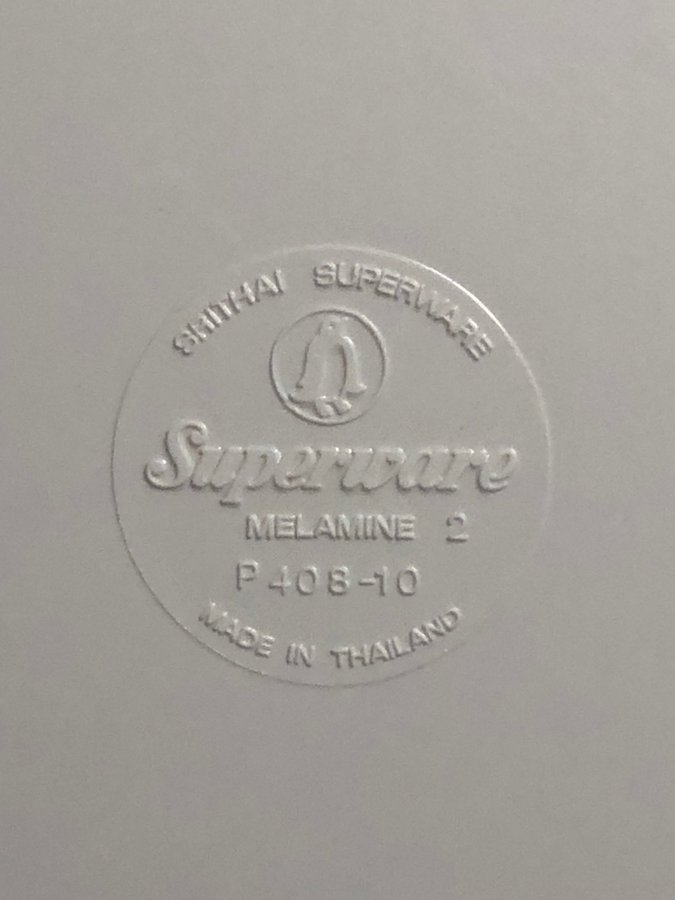 SRITHAI SUPERWARE
Superware
MELAMINE 2
P 408-10
MADE IN THAILAND